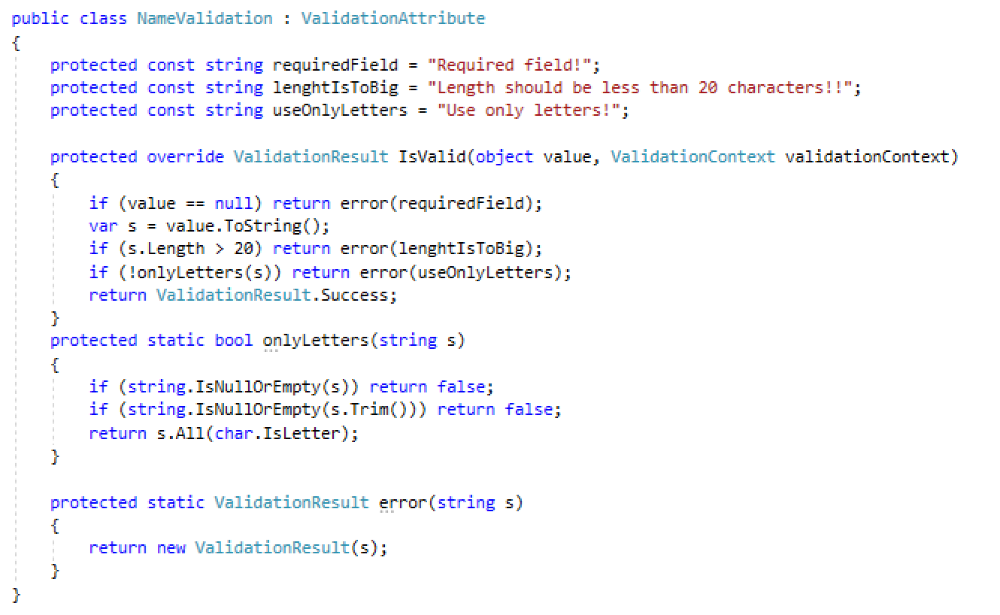 public class NameValidation : ValidationAttribute
{
    protected const string requiredField = "Required field!";
    protected const string lenghtIsToBig = "Length should be less than 20 characters!!";
    protected const string useOnlyLetters = "Use only letters!";

    protected override ValidationResult IsValid(object value, ValidationContext validationContext)
    {
        if (value == null) return error(requiredField);
        var s = value.ToString();
        if (s.Length > 20) return error(lenghtIsToBig);
        if (!onlyLetters(s)) return error(useOnlyLetters);
        return ValidationResult.Success;
    }
    protected static bool onlyLetters(string s)
    {
        if (string.IsNullOrEmpty(s)) return false;
        if (string.IsNullOrEmpty(s.Trim())) return false;
        return s.All(char.IsLetter);
    }

    protected static ValidationResult error(string s)
    {
        return new ValidationResult(s);
    }
}